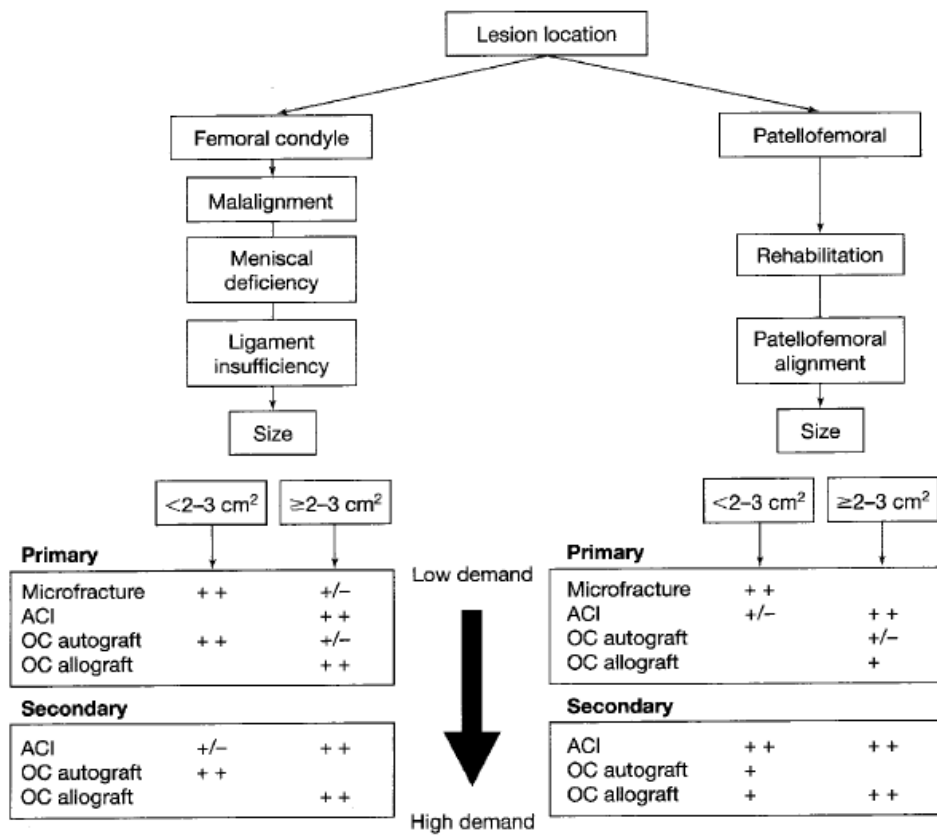 Lesion location
Femoral condyle
Patellofemoral
Malalignment
Meniscal
deficiency
Rehabilitation
Ligament
insufficiency
Patellofemoral
alignment
Size
Size
<2–3 cm²
≥2–3 cm²
<2–3 cm²
≥2–3 cm²
Primary
Microfracture + + +/–
ACI + +
OC autograft + + +/–
OC allograft + +
Secondary
ACI +/– + +
OC autograft + +
OC allograft + +
Low demand
High demand
Primary
Microfracture + +
ACI +/– + +
OC autograft +/–
OC allograft +
Secondary
ACI + + + +
OC autograft +
OC allograft + + +